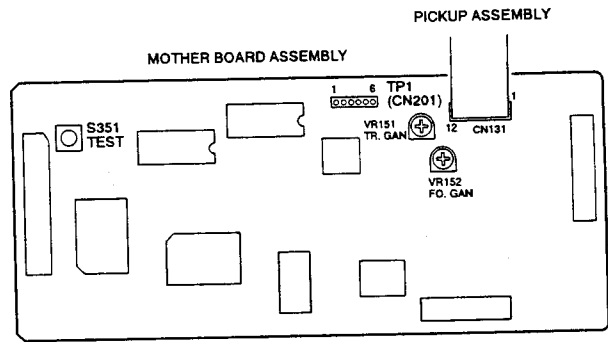 PICKUP ASSEMBLY
MOTHER BOARD ASSEMBLY
1 6 TP1
(CN201)
S351
TEST
VR151
TR. GAN
12 CN131 1
VR152
FO. GAN